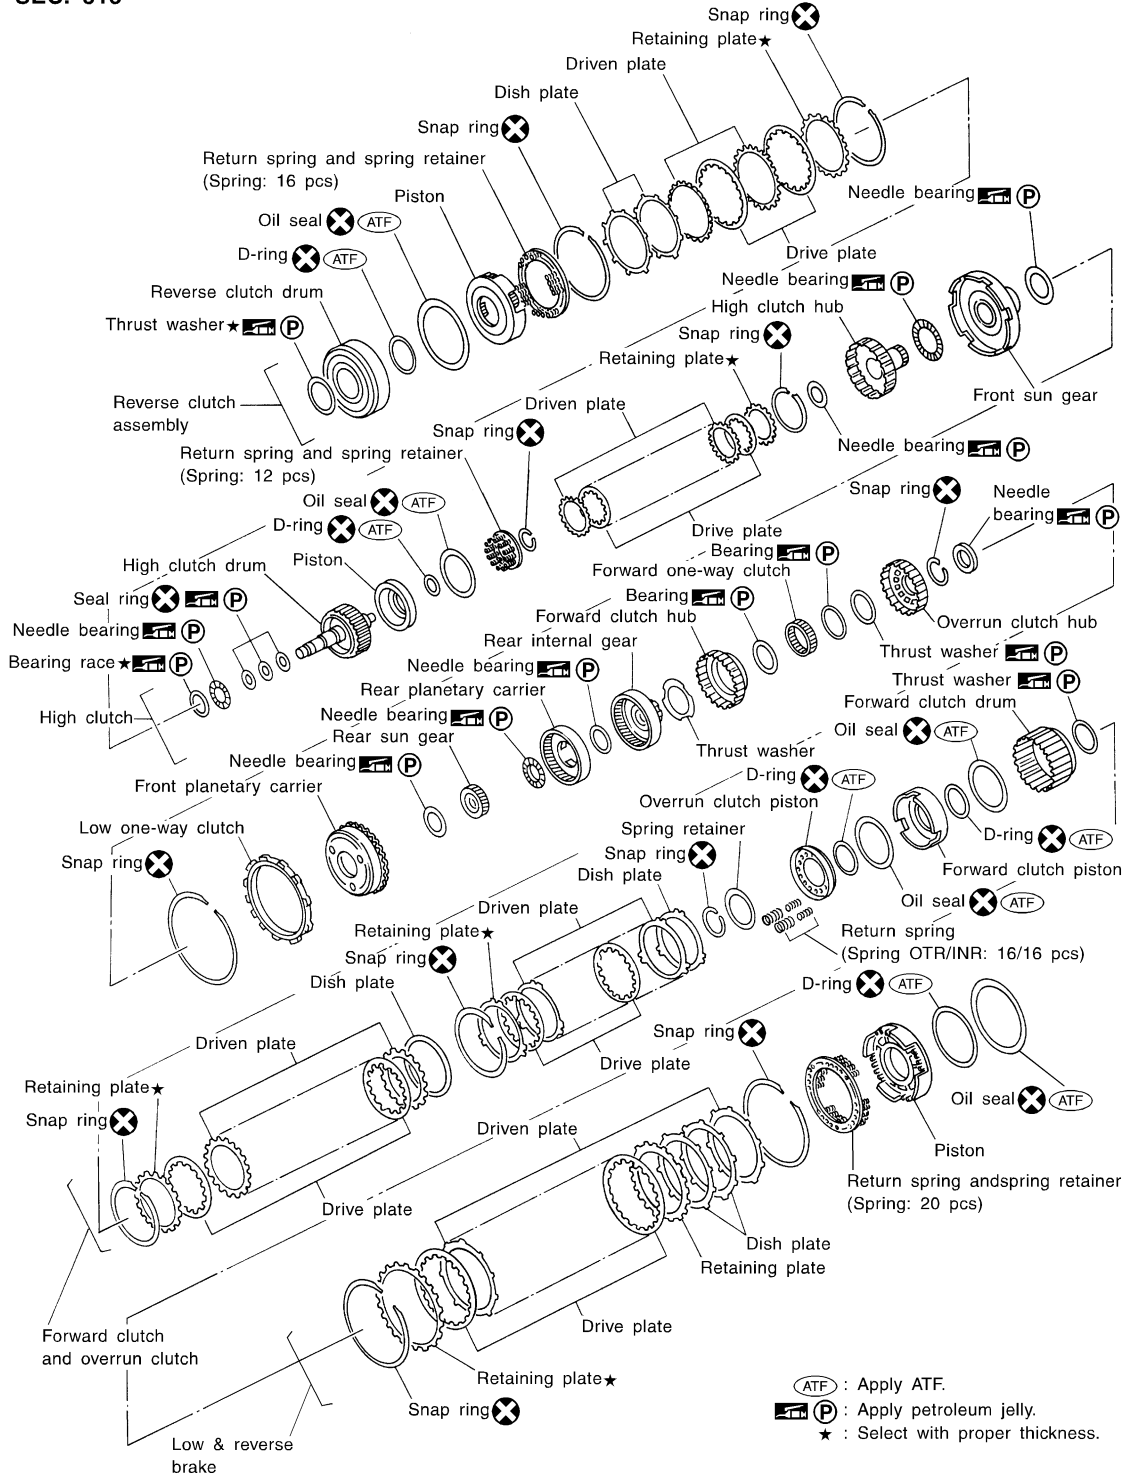 Snap ring
Retaining plate★
Driven plate
Dish plate
Snap ring
Return spring and spring retainer
(Spring: 16 pcs)
Piston
Needle bearing P
Oil seal ATF
D-ring ATF
Drive plate
Needle bearing P
Reverse clutch drum
High clutch hub
Thrust washer★ P
Snap ring
Retaining plate★
Front sun gear
Reverse clutch
assembly
Driven plate
Snap ring
Needle bearing P
Return spring and spring retainer
(Spring: 12 pcs)
Snap ring
Needle
bearing P
Oil seal ATF
D-ring ATF
Drive plate
Bearing P
Piston
High clutch drum
Forward one-way clutch
Seal ring P
Bearing P
Forward clutch hub
Overrun clutch hub
Needle bearing P
Rear internal gear
Thrust washer P
Bearing race★ P
Needle bearing P
Thrust washer P
Rear planetary carrier
Forward clutch drum
High clutch
Needle bearing P
Rear sun gear
Oil seal ATF
Thrust washer
Needle bearing P
D-ring ATF
Front planetary carrier
Overrun clutch piston
Low one-way clutch
Spring retainer
D-ring ATF
Snap ring
Snap ring
Forward clutch piston
Dish plate
Oil seal ATF
Driven plate
Retaining plate★
Return spring
(Spring OTR/INR: 16/16 pcs)
Snap ring
Dish plate
D-ring ATF
Driven plate
Snap ring
Drive plate
Retaining plate★
Oil seal ATF
Snap ring
Driven plate
Piston
Return spring andspring retainer
(Spring: 20 pcs)
Drive plate
Dish plate
Retaining plate
Drive plate
Forward clutch
and overrun clutch
Retaining plate★
Snap ring
Low & reverse
brake
ATF : Apply ATF.
P : Apply petroleum jelly.
★ : Select with proper thickness.